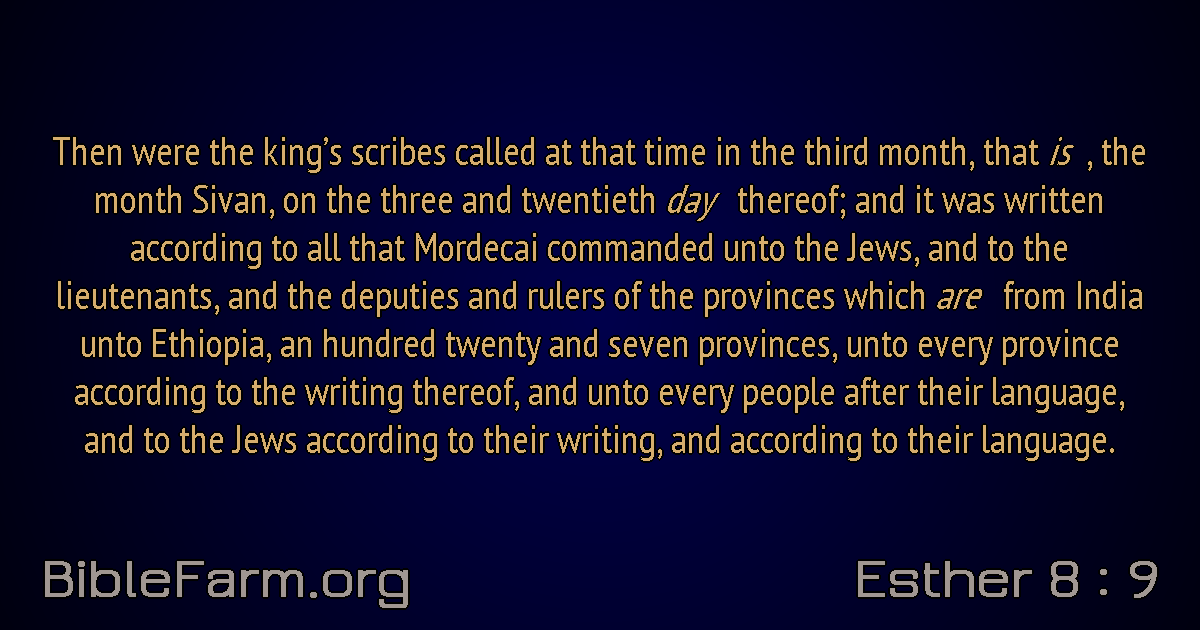 Then were the king’s scribes called at that time in the third month, that is , the
month Sivan, on the three and twentieth day thereof; and it was written
according to all that Mordecai commanded unto the Jews, and to the
lieutenants, and the deputies and rulers of the provinces which are from India
unto Ethiopia, an hundred twenty and seven provinces, unto every province
according to the writing thereof, and unto every people after their language,
and to the Jews according to their writing, and according to their language.
BibleFarm.org
Esther 8 : 9